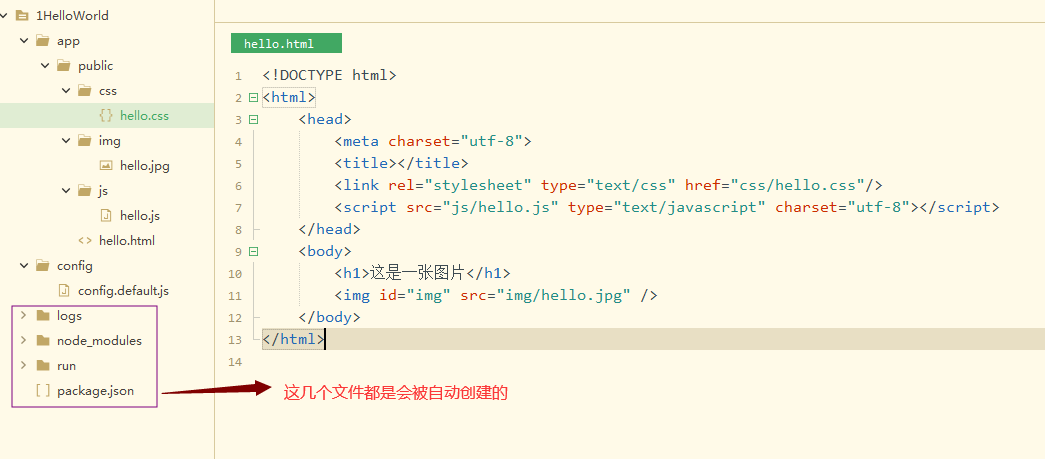 1HelloWorld
app
public
css
{} hello.css
img
hello.jpg
js
hello.js
<> hello.html
config
config.default.js
logs
node_modules
run
[] package.json
hello.html
1 <!DOCTYPE html>
2 <html>
3 <head>
4 <meta charset="utf-8">
5 <title></title>
6 <link rel="stylesheet" type="text/css" href="css/hello.css"/>
7 <script src="js/hello.js" type="text/javascript" charset="utf-8"></script>
8 </head>
9 <body>
10 <h1>这是一张图片</h1>
11 <img id="img" src="img/hello.jpg" />
12 </body>
13 </html>
14
这几个文件都是会被自动创建的